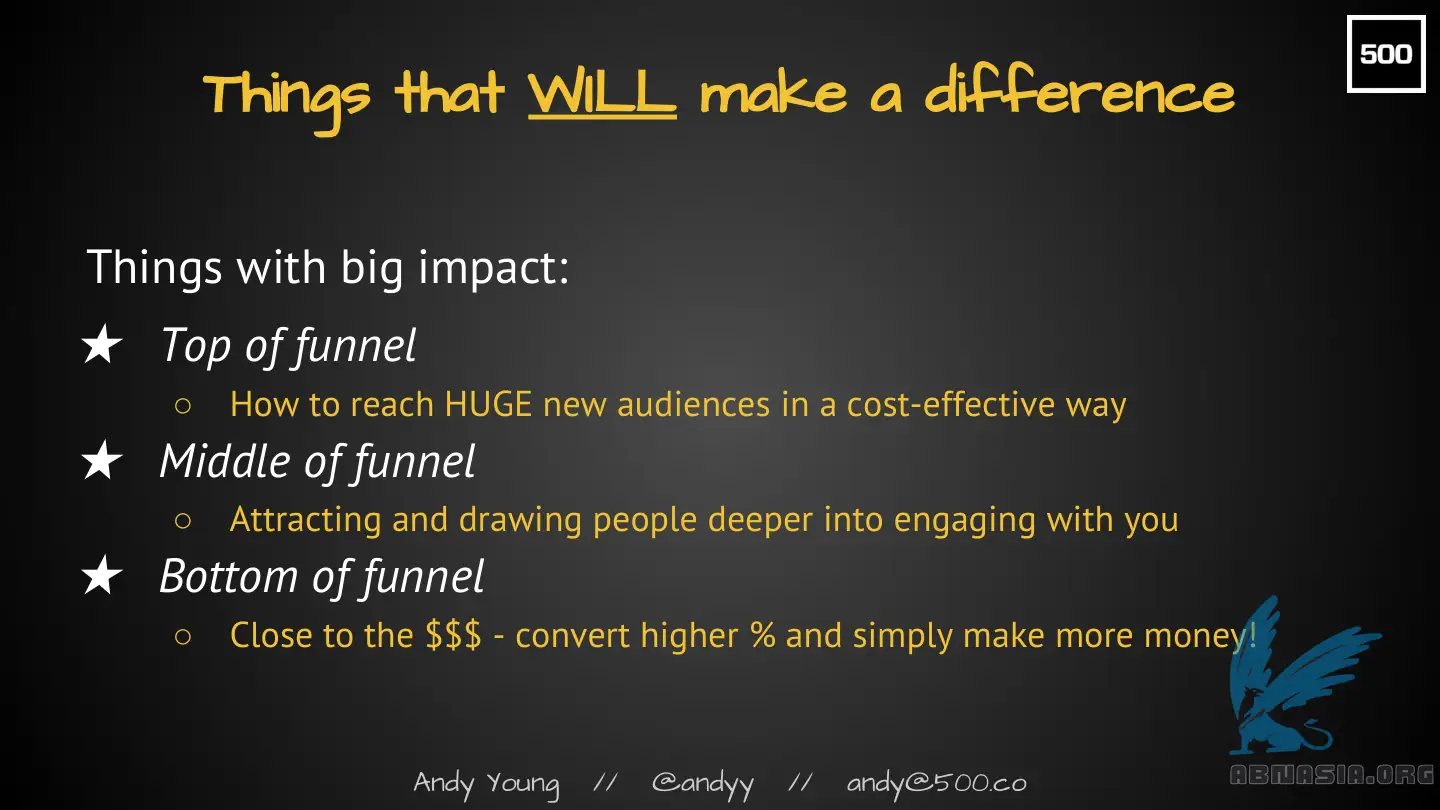 500
Things that WILL make a difference
Things with big impact:
★ Top of funnel
○ How to reach HUGE new audiences in a cost-effective way
★ Middle of funnel
○ Attracting and drawing people deeper into engaging with you
★ Bottom of funnel
○ Close to the $$$ - convert higher % and simply make more money!
Andy Young // @andyy // andy@500.co
ABNASIA.ORG